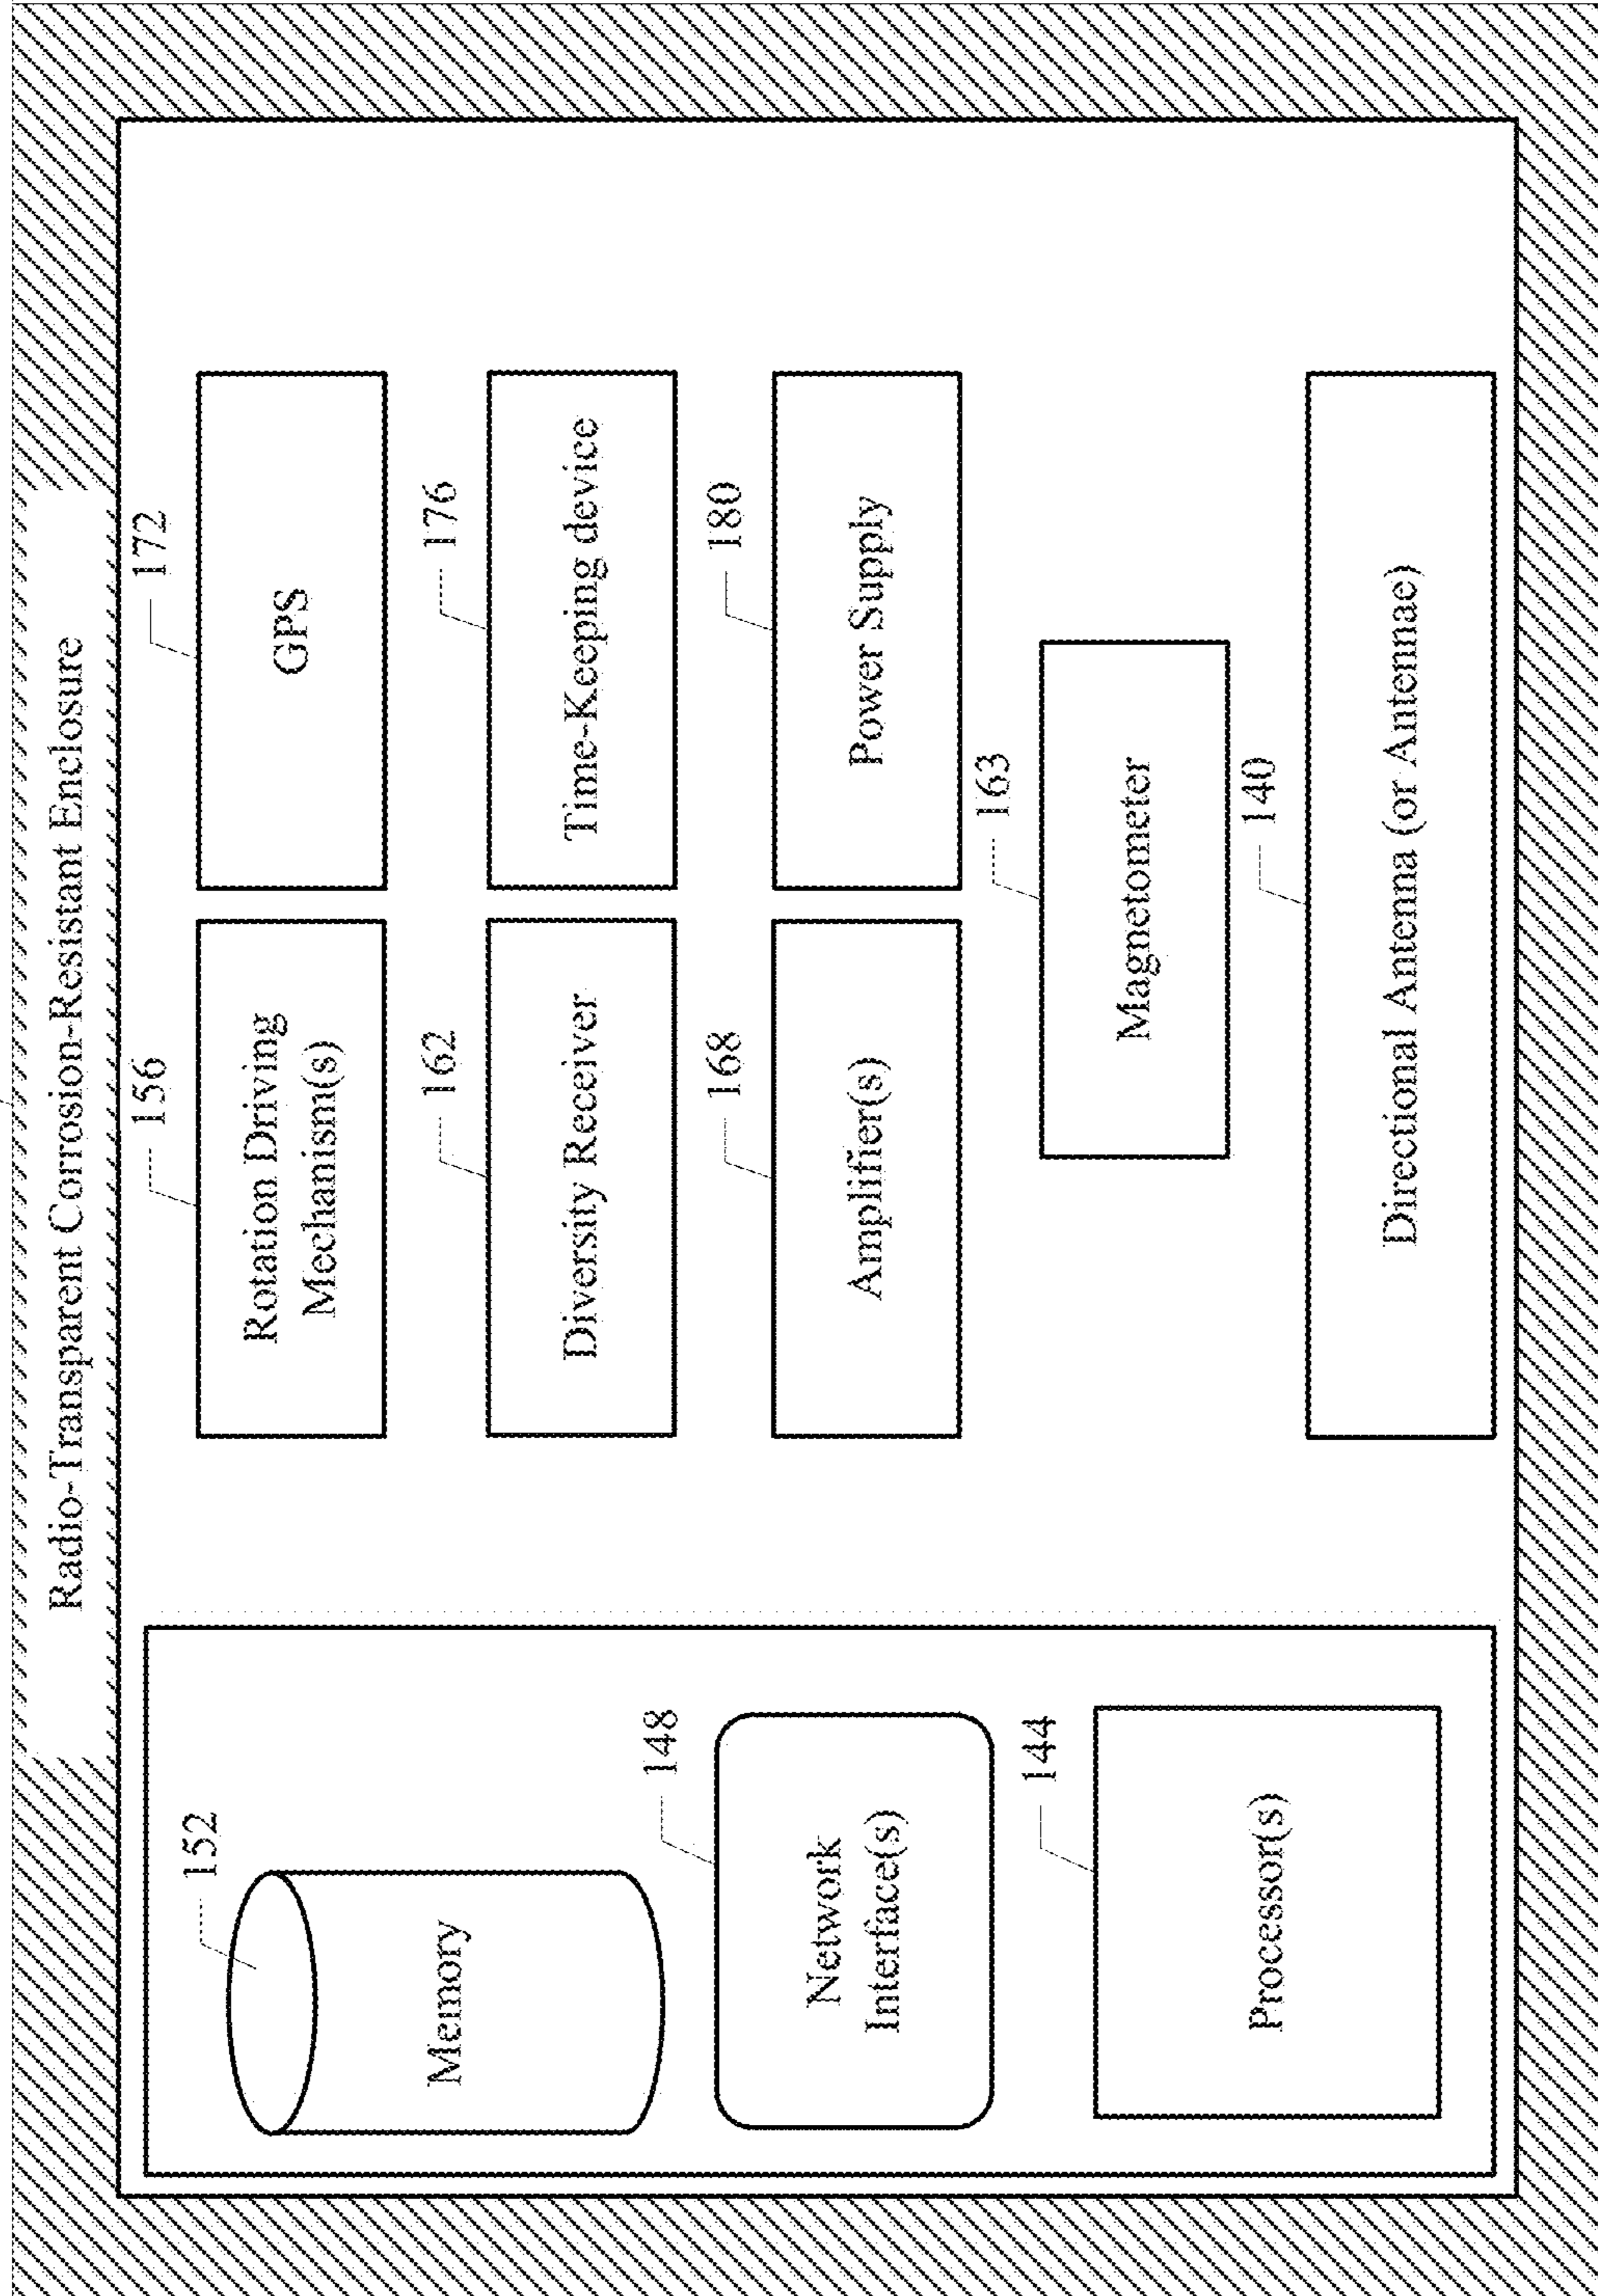 Radio-Transparent Corrosion-Resistant Enclosure
152
Memory
148
Network
Interface(s)
144
Processor(s)
156
Rotation Driving
Mechanism(s)
172
GPS
162
Diversity Receiver
176
Time-Keeping device
168
Amplifier(s)
180
Power Supply
163
Magnetometer
140
Directional Antenna (or Antennae)